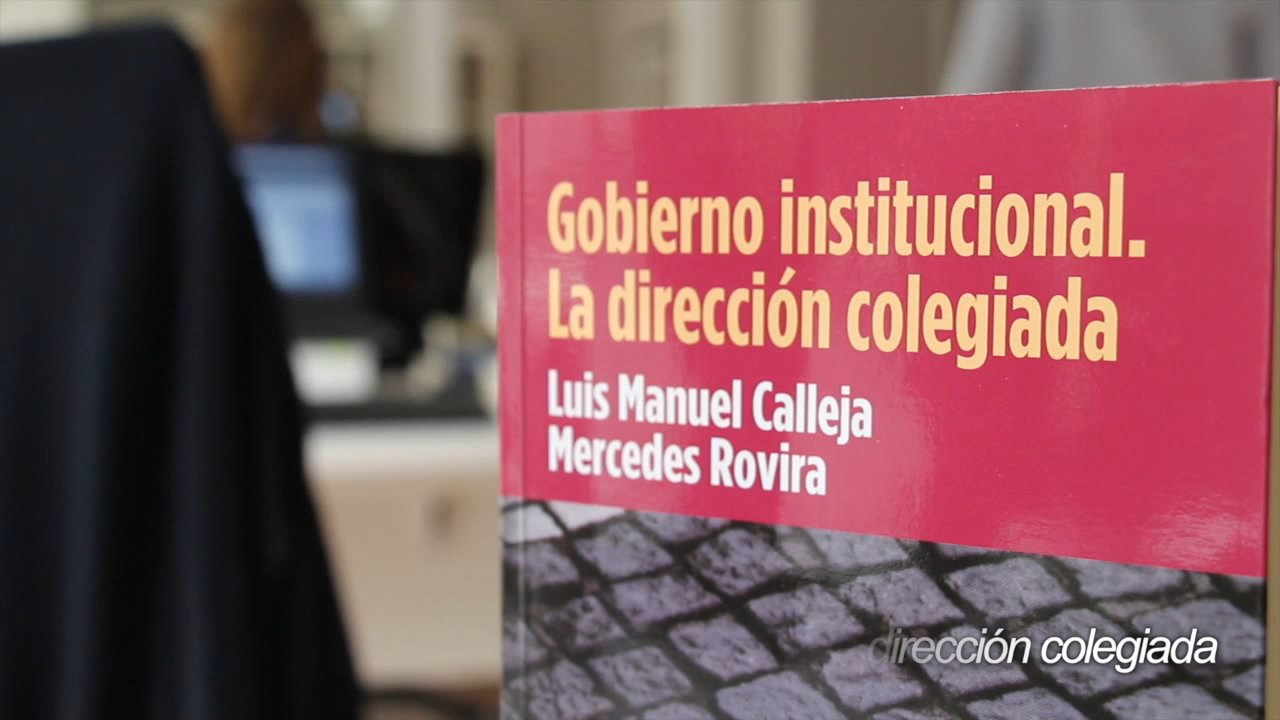 Gobierno institucional.
La dirección colegiada
Luis Manuel Calleja
Mercedes Rovira
dirección colegiada